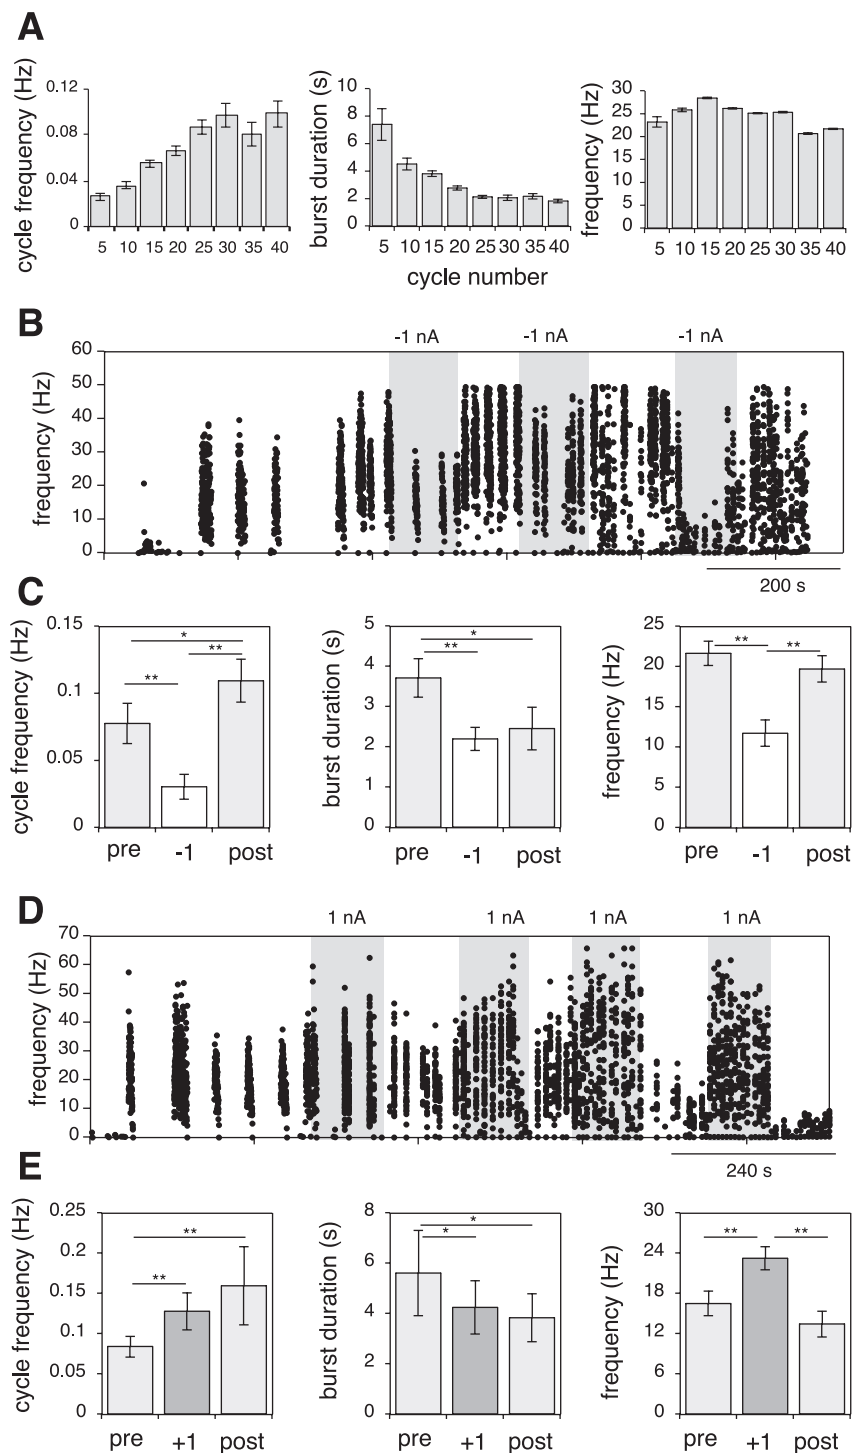 A
cycle frequency (Hz)
0.12
0.08
0.04
0
5 10 15 20 25 30 35 40
burst duration (s)
10
8
6
4
2
0
5 10 15 20 25 30 35 40
frequency (Hz)
30
25
20
15
10
5
0
5 10 15 20 25 30 35 40
cycle number
B
-1 nA -1 nA -1 nA
frequency (Hz)
60
50
40
30
20
10
0
200 s
C
cycle frequency (Hz)
0.15
0.1
0.05
0
*
**
**
pre -1 post
burst duration (s)
5
4
3
2
1
0
*
**
pre -1 post
frequency (Hz)
25
20
15
10
5
0
** **
pre -1 post
D
1 nA 1 nA 1 nA 1 nA
frequency (Hz)
70
60
50
40
30
20
10
0
240 s
E
cycle frequency (Hz)
0.25
0.2
0.15
0.1
0.05
0
**
**
pre +1 post
burst duration (s)
8
6
4
2
0
*
*
pre +1 post
frequency (Hz)
30
24
18
12
6
0
** **
pre +1 post